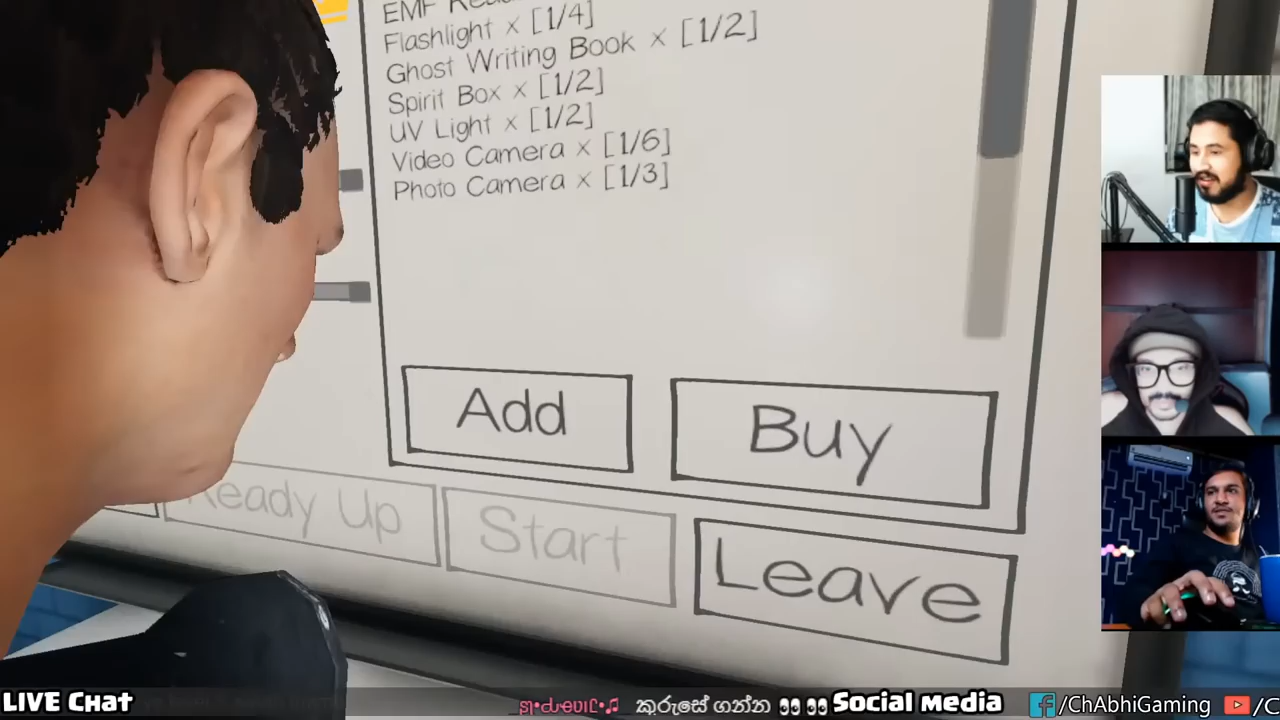 Flashlight x [1/4]
Ghost Writing Book x [1/2]
Spirit Box x [1/2]
UV Light x [1/2]
Video Camera x [1/6]
Photo Camera x [1/3]
Add
Buy
Ready Up
Start
Leave
LIVE Chat
කුරුසේ ගන්න
Social Media
/ChAbhiGaming